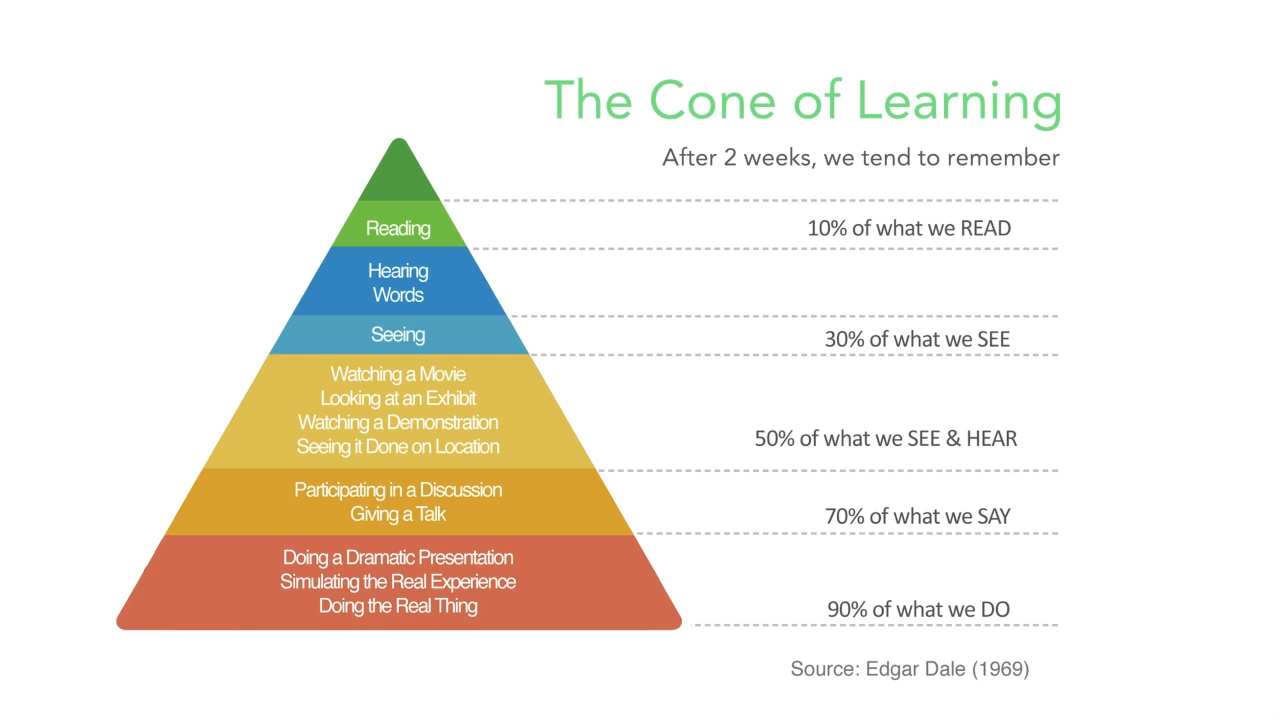 The Cone of Learning
After 2 weeks, we tend to remember
Reading
10% of what we READ
Hearing
Words
Seeing
30% of what we SEE
Watching a Movie
Looking at an Exhibit
Watching a Demonstration
Seeing it Done on Location
50% of what we SEE & HEAR
Participating in a Discussion
Giving a Talk
70% of what we SAY
Doing a Dramatic Presentation
Simulating the Real Experience
Doing the Real Thing
90% of what we DO
Source: Edgar Dale (1969)